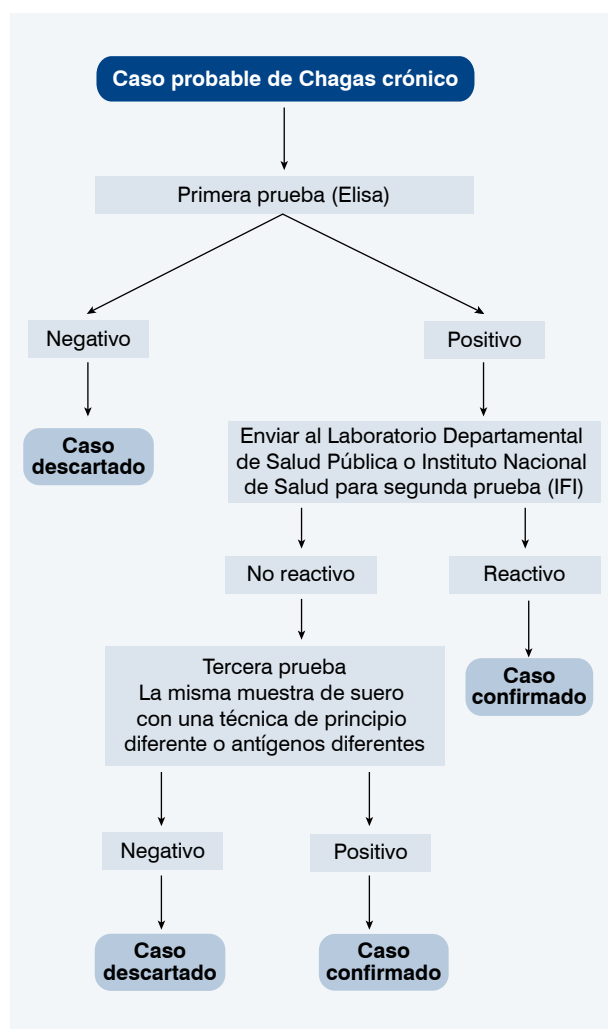 Caso probable de Chagas crónico
Primera prueba (Elisa)
Negativo
Positivo
Caso
descartado
Enviar al Laboratorio Departamental
de Salud Pública o Instituto Nacional
de Salud para segunda prueba (IFI)
No reactivo
Reactivo
Tercera prueba
La misma muestra de suero
con una técnica de principio
diferente o antígenos diferentes
Caso
confirmado
Negativo
Positivo
Caso
descartado
Caso
confirmado